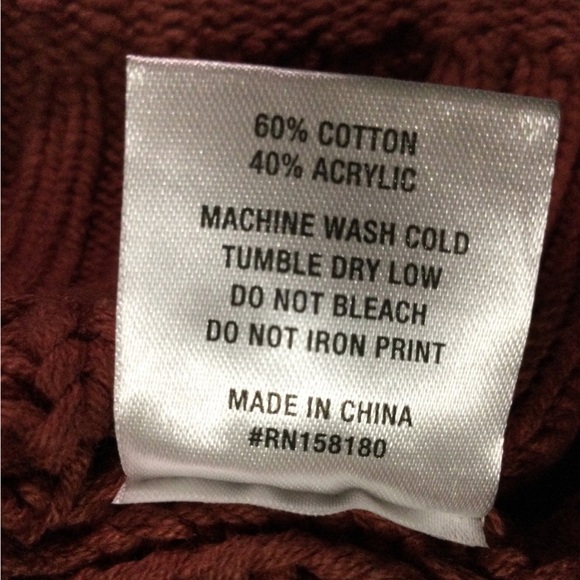 60% COTTON
40% ACRYLIC
MACHINE WASH COLD
TUMBLE DRY LOW
DO NOT BLEACH
DO NOT IRON PRINT
MADE IN CHINA
#RN158180